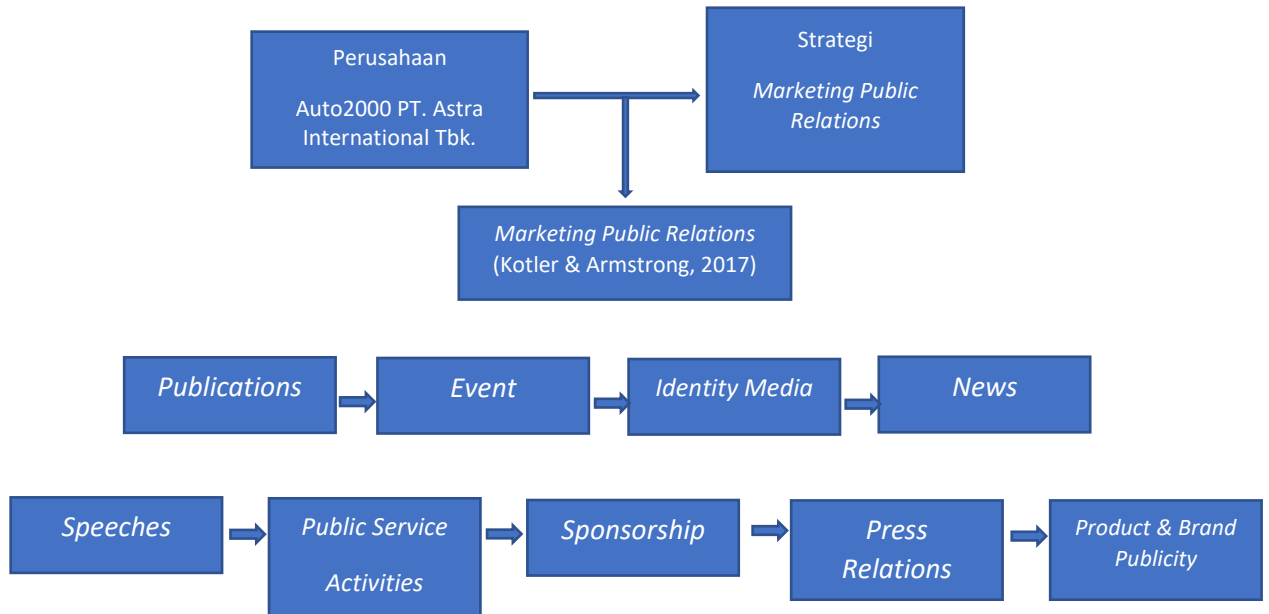 Perusahaan
Auto2000 PT. Astra
International Tbk.
Strategi
Marketing Public
Relations
Marketing Public Relations
(Kotler & Armstrong, 2017)
Publications
Event
Identity Media
News
Speeches
Public Service
Activities
Sponsorship
Press
Relations
Product & Brand
Publicity